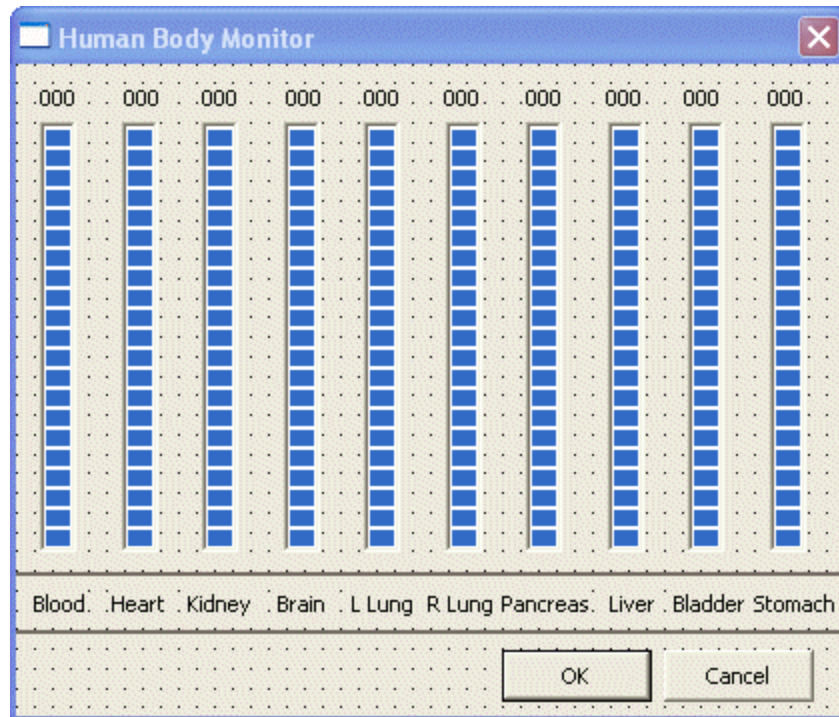 Human Body Monitor
000 000 000 000 000 000 000 000 000 000
Blood Heart Kidney Brain L Lung R Lung Pancreas Liver Bladder Stomach
OK Cancel